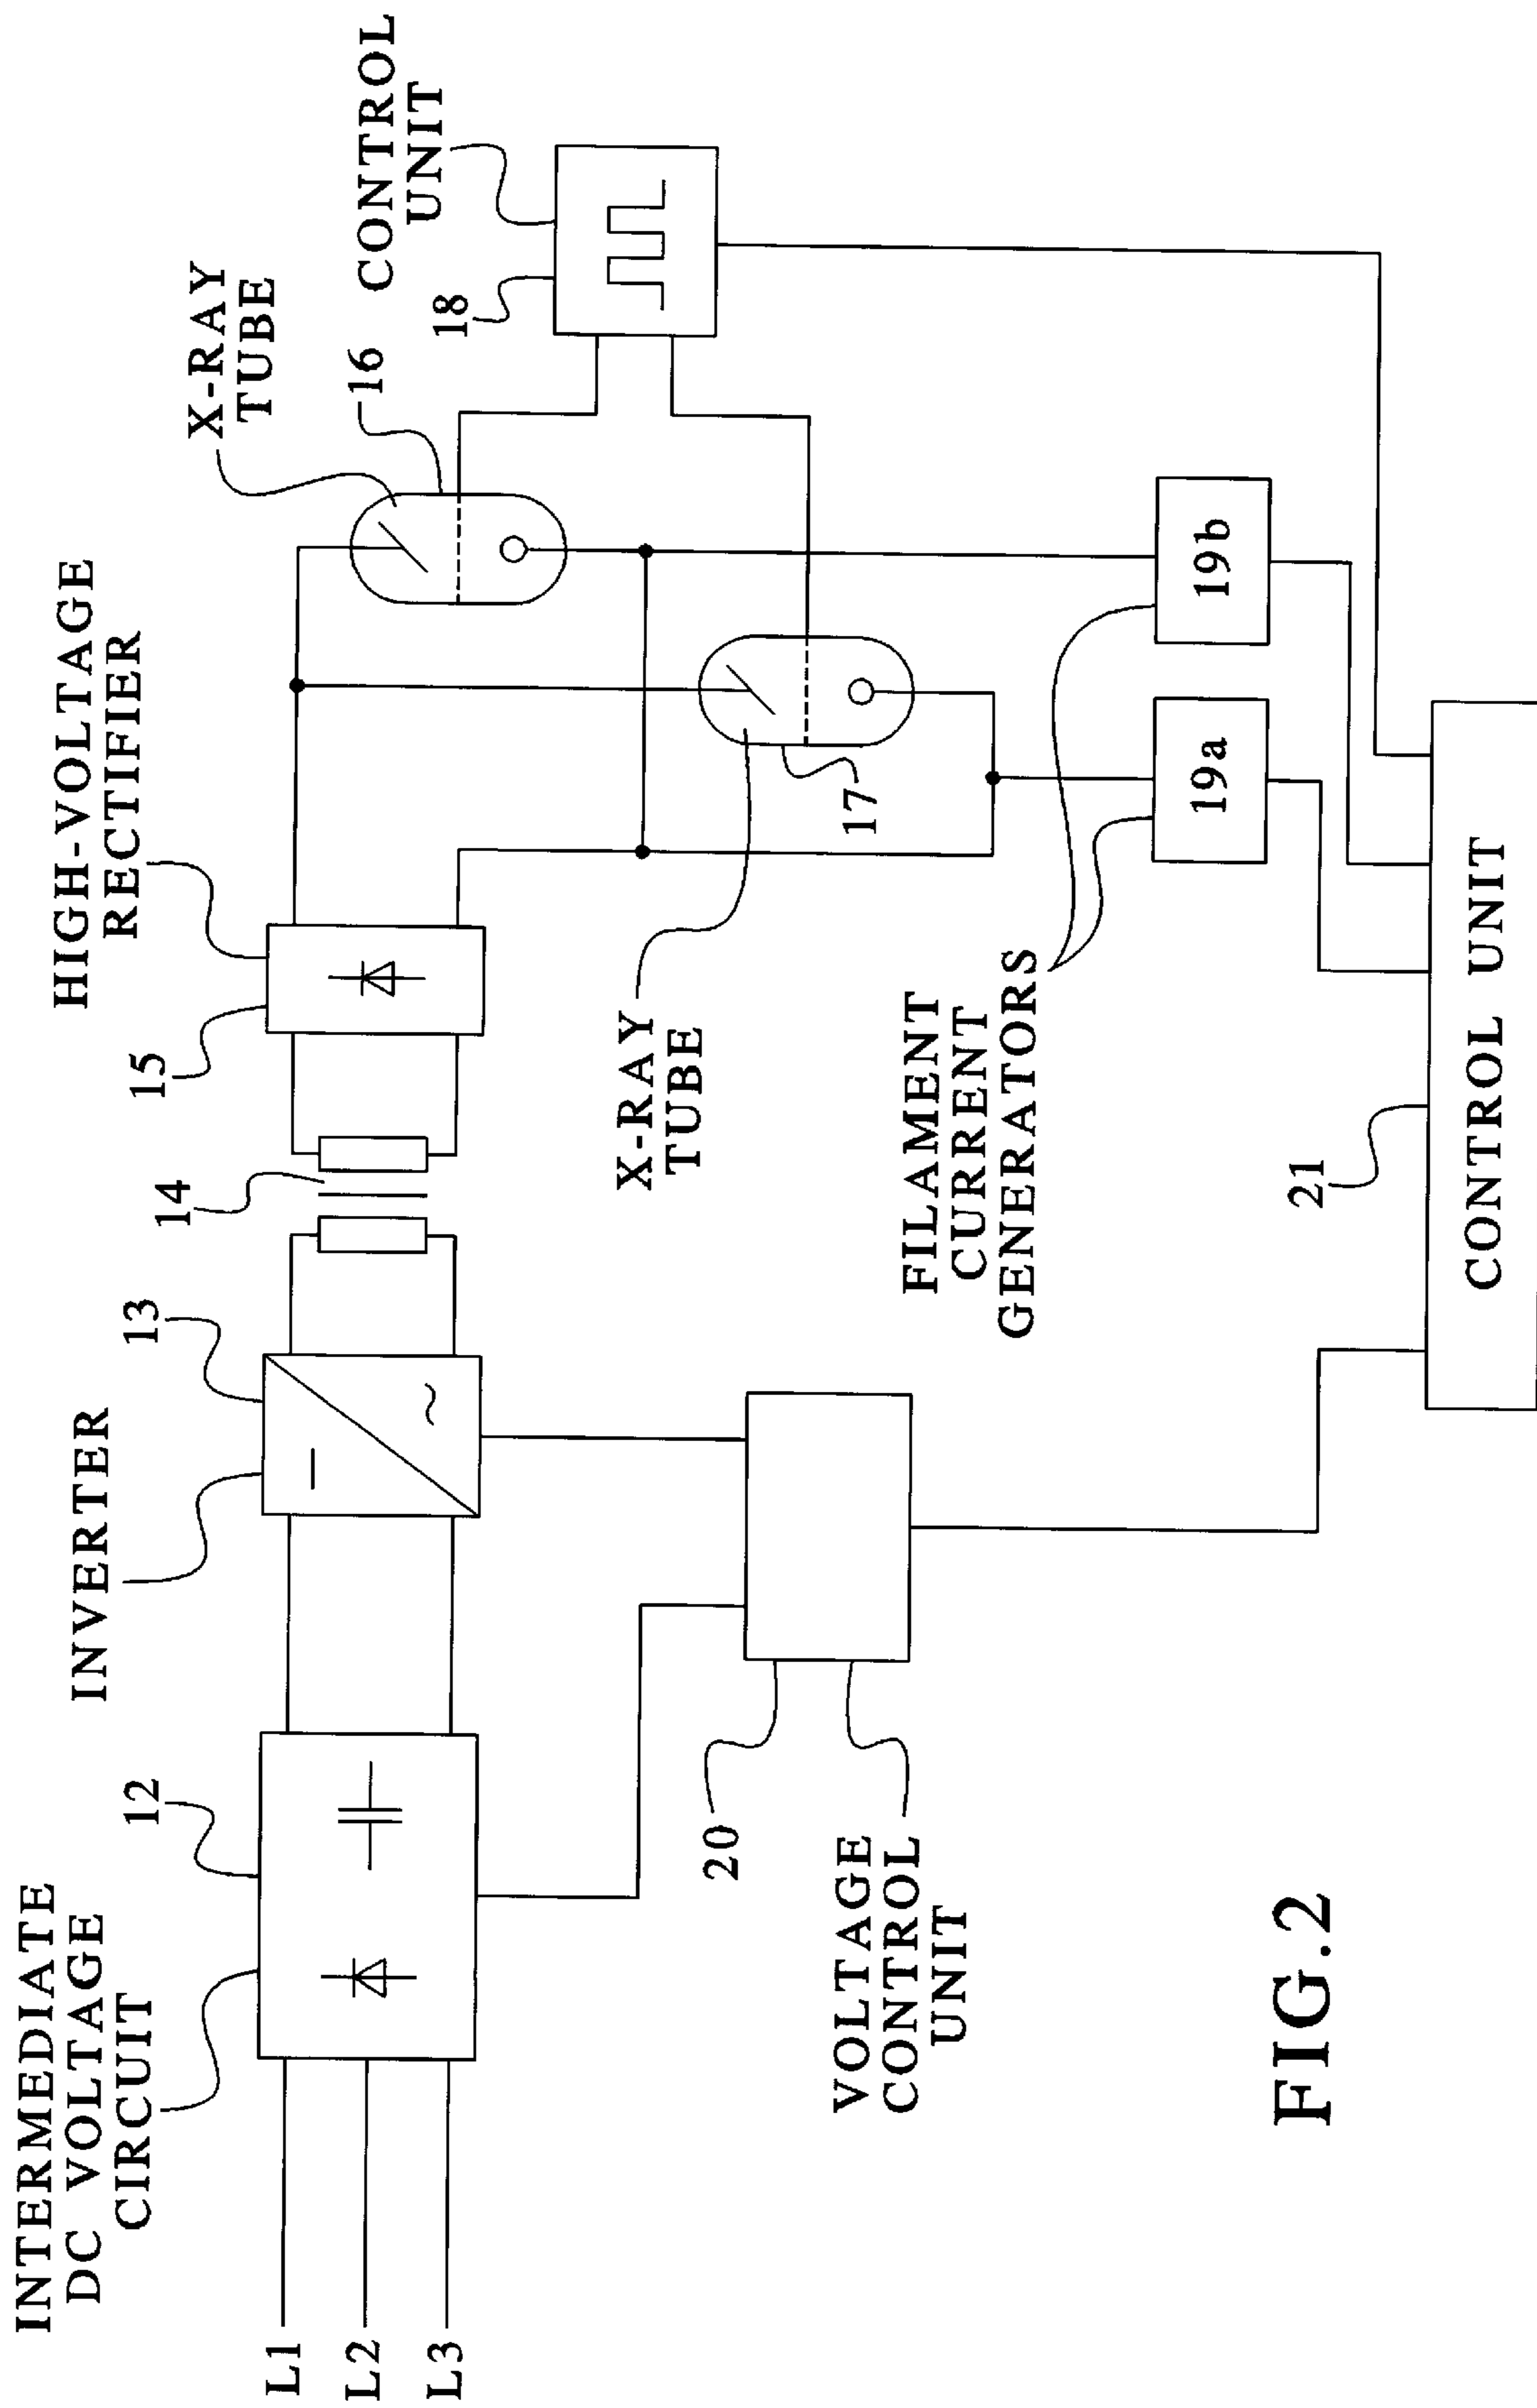 INTERMEDIATE
DC VOLTAGE
CIRCUIT
12
INVERTER
13
14
15
HIGH-VOLTAGE
RECTIFIER
X-RAY
TUBE
16
CONTROL
UNIT
18
L1
L2
L3
X-RAY
TUBE
17
20
VOLTAGE
CONTROL
UNIT
FILAMENT
CURRENT
GENERATORS
19a
19b
21
CONTROL UNIT
FIG.2